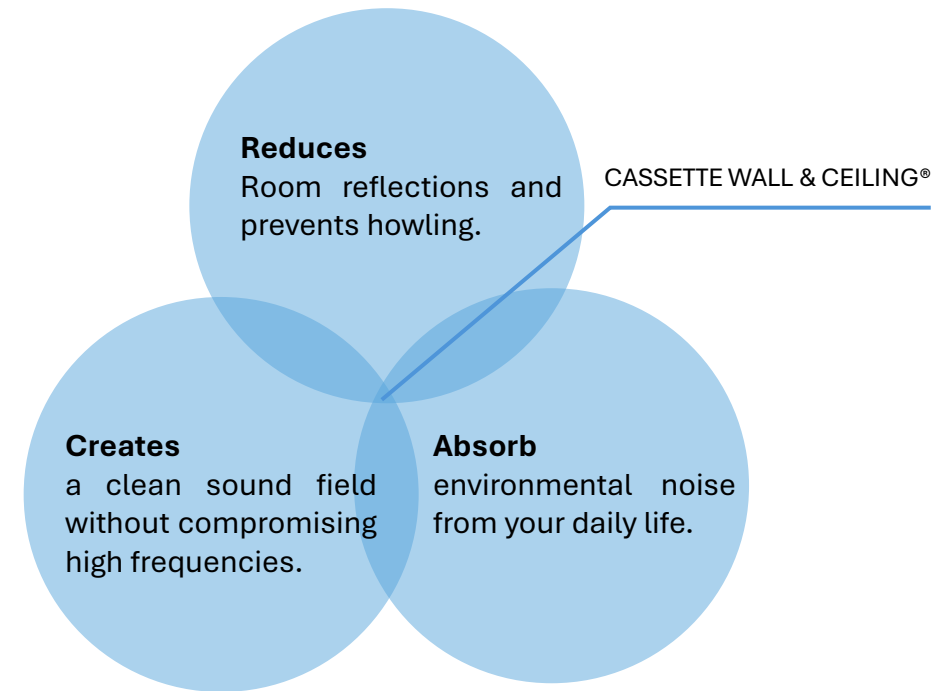 Reduces
Room reflections and
prevents howling.
CASSETTE WALL & CEILING®
Creates
a clean sound field
without compromising
high frequencies.
Absorb
environmental noise
from your daily life.